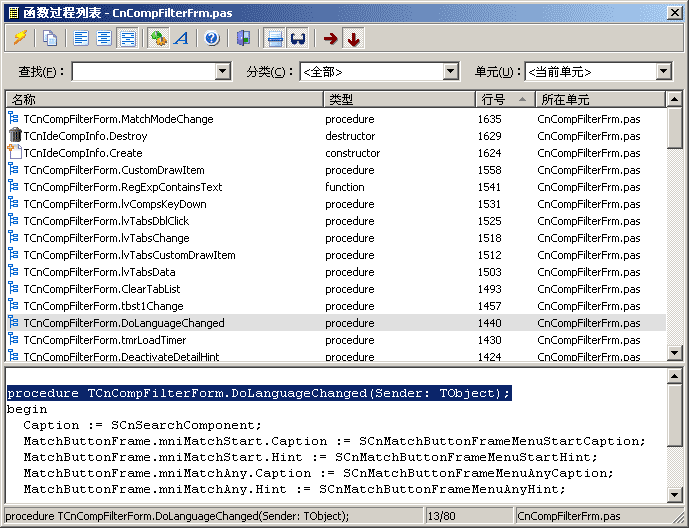 函数过程列表 - CnCompFilterFrm.pas
A
查找(F): 分类(C): <全部> 单元(U): <当前单元>
名称 类型 行号 所在单元
TCnCompFilterForm.MatchModeChange procedure 1635 CnCompFilterFrm.pas
TCnIdeCompInfo.Destroy destructor 1629 CnCompFilterFrm.pas
TCnIdeCompInfo.Create constructor 1624 CnCompFilterFrm.pas
TCnCompFilterForm.CustomDrawItem procedure 1558 CnCompFilterFrm.pas
TCnCompFilterForm.RegExpContainsText function 1541 CnCompFilterFrm.pas
TCnCompFilterForm.lvCompsKeyDown procedure 1531 CnCompFilterFrm.pas
TCnCompFilterForm.lvTabsDblClick procedure 1525 CnCompFilterFrm.pas
TCnCompFilterForm.lvTabsChange procedure 1518 CnCompFilterFrm.pas
TCnCompFilterForm.lvTabsCustomDrawItem procedure 1512 CnCompFilterFrm.pas
TCnCompFilterForm.lvTabsData procedure 1503 CnCompFilterFrm.pas
TCnCompFilterForm.ClearTabList procedure 1493 CnCompFilterFrm.pas
TCnCompFilterForm.tbst1Change procedure 1457 CnCompFilterFrm.pas
TCnCompFilterForm.DoLanguageChanged procedure 1440 CnCompFilterFrm.pas
TCnCompFilterForm.tmrLoadTimer procedure 1430 CnCompFilterFrm.pas
TCnCompFilterForm.DeactivateDetailHint procedure 1424 CnCompFilterFrm.pas
procedure TCnCompFilterForm.DoLanguageChanged(Sender: TObject);
begin
Caption := SCnSearchComponent;
MatchButtonFrame.mniMatchStart.Caption := SCnMatchButtonFrameMenuStartCaption;
MatchButtonFrame.mniMatchStart.Hint := SCnMatchButtonFrameMenuStartHint;
MatchButtonFrame.mniMatchAny.Caption := SCnMatchButtonFrameMenuAnyCaption;
MatchButtonFrame.mniMatchAny.Hint := SCnMatchButtonFrameMenuAnyHint;
procedure TCnCompFilterForm.DoLanguageChanged(Sender: TObject); 13/80 CnCompFilterFrm.pas